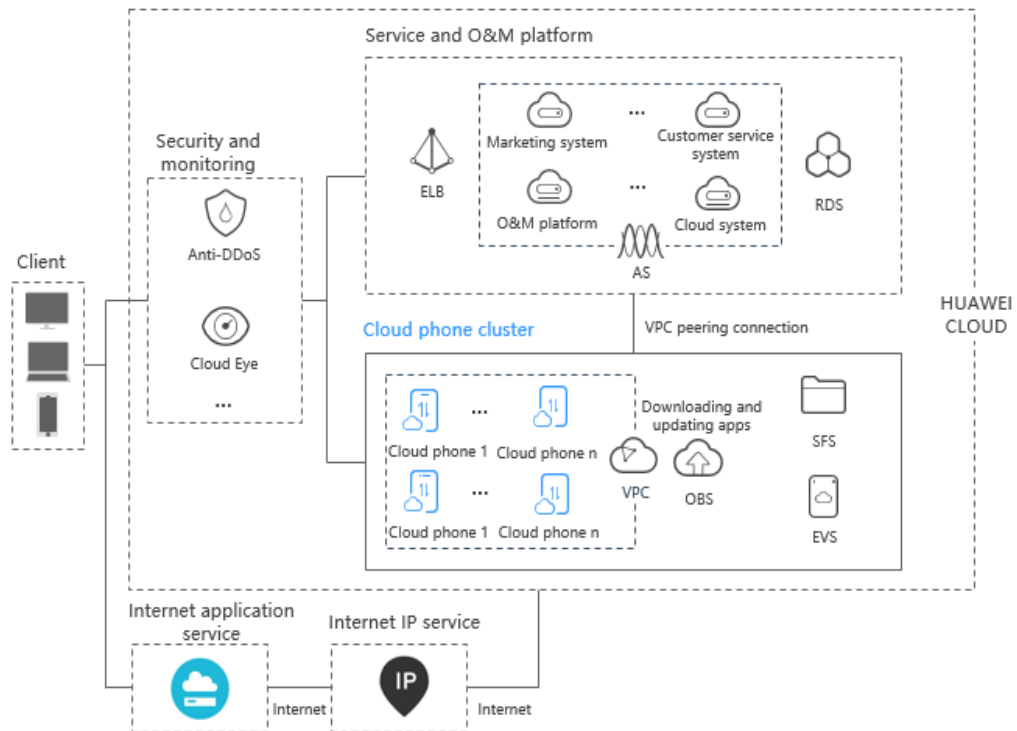 Service and O&M platform
Marketing system
...
Customer service
system
ELB
O&M platform
...
Cloud system
RDS
AS
Security and
monitoring
Anti-DDoS
Cloud Eye
...
Client
HUAWEI
CLOUD
VPC peering connection
Cloud phone cluster
Cloud phone 1
...
Cloud phone n
Cloud phone 1
...
Cloud phone n
Downloading and
updating apps
VPC
OBS
SFS
EVS
Internet application
service
Internet
Internet IP service
IP
Internet